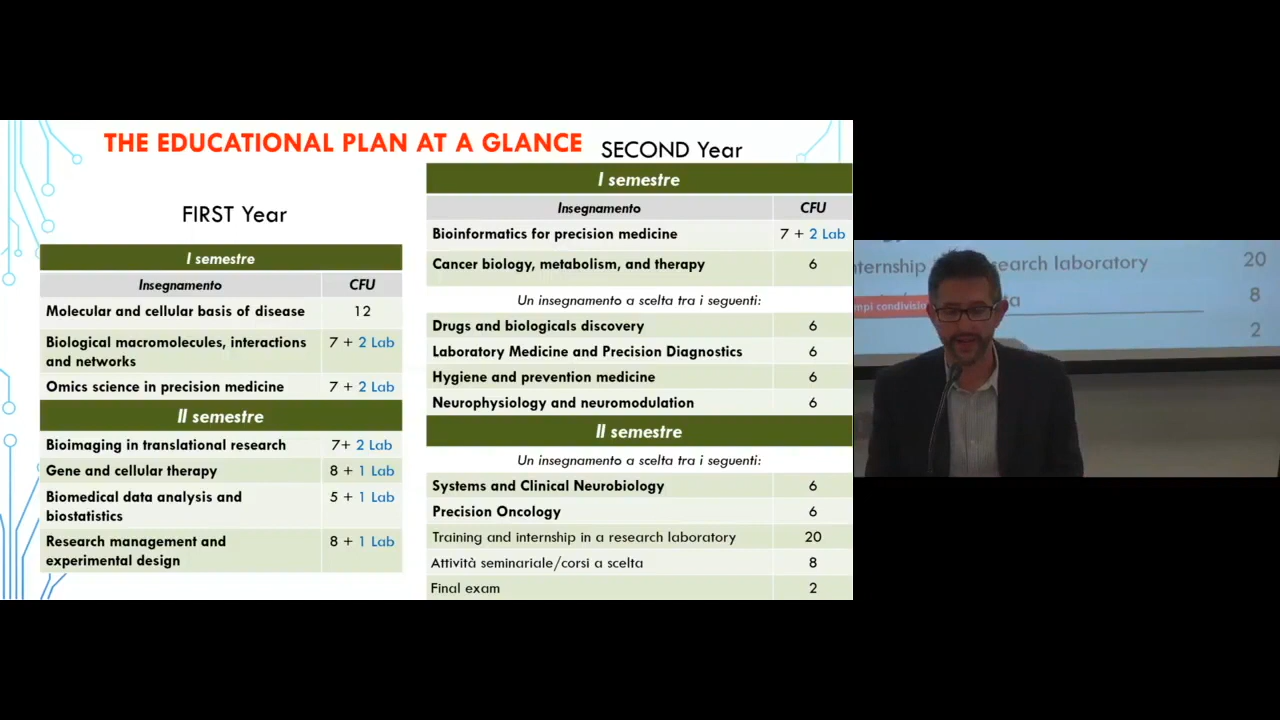 THE EDUCATIONAL PLAN AT A GLANCE
FIRST Year
I semestre
Insegnamento CFU
Molecular and cellular basis of disease 12
Biological macromolecules, interactions 7 + 2 Lab
and networks
Omics science in precision medicine 7 + 2 Lab
II semestre
Bioimaging in translational research 7+ 2 Lab
Gene and cellular therapy 8 + 1 Lab
Biomedical data analysis and 5 + 1 Lab
biostatistics
Research management and 8 + 1 Lab
experimental design
SECOND Year
I semestre
Insegnamento CFU
Bioinformatics for precision medicine 7 + 2 Lab
Cancer biology, metabolism, and therapy 6
Un insegnamento a scelta tra i seguenti:
Drugs and biologicals discovery 6
Laboratory Medicine and Precision Diagnostics 6
Hygiene and prevention medicine 6
Neurophysiology and neuromodulation 6
II semestre
Un insegnamento a scelta tra i seguenti:
Systems and Clinical Neurobiology 6
Precision Oncology 6
Training and internship in a research laboratory 20
Attività seminariale/corsi a scelta 8
Final exam 2
nternship earch laboratory 20
mpi condivisio ta 8
2